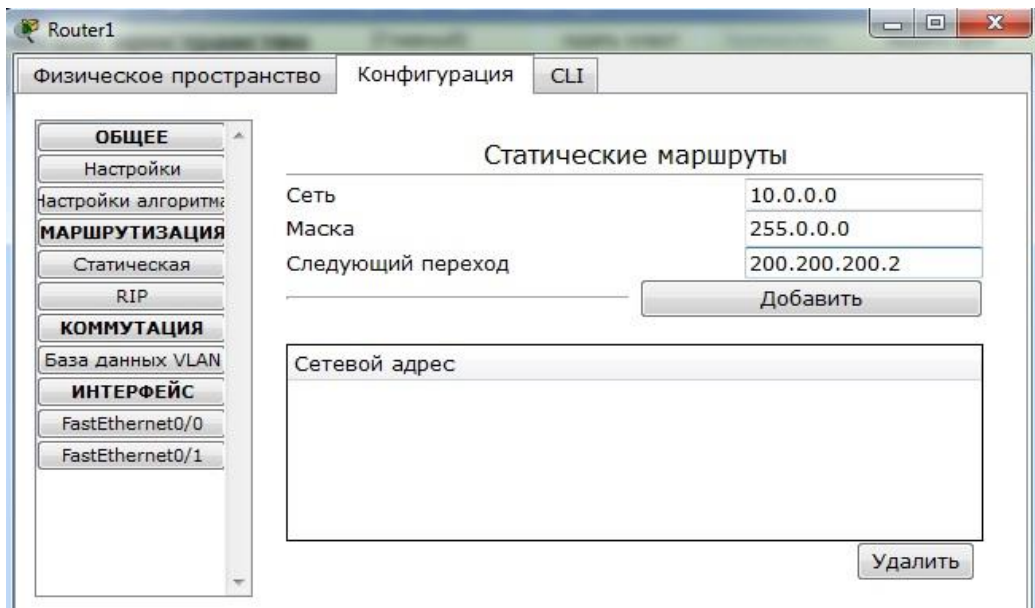 Router1
Физическое пространство
Конфигурация
CLI
ОБЩЕЕ
Настройки
Настройки алгоритма
МАРШРУТИЗАЦИЯ
Статическая
RIP
КОММУТАЦИЯ
База данных VLAN
ИНТЕРФЕЙС
FastEthernet0/0
FastEthernet0/1
Статические маршруты
Сеть 10.0.0.0
Маска 255.0.0.0
Следующий переход 200.200.200.2
Добавить
Сетевой адрес
Удалить